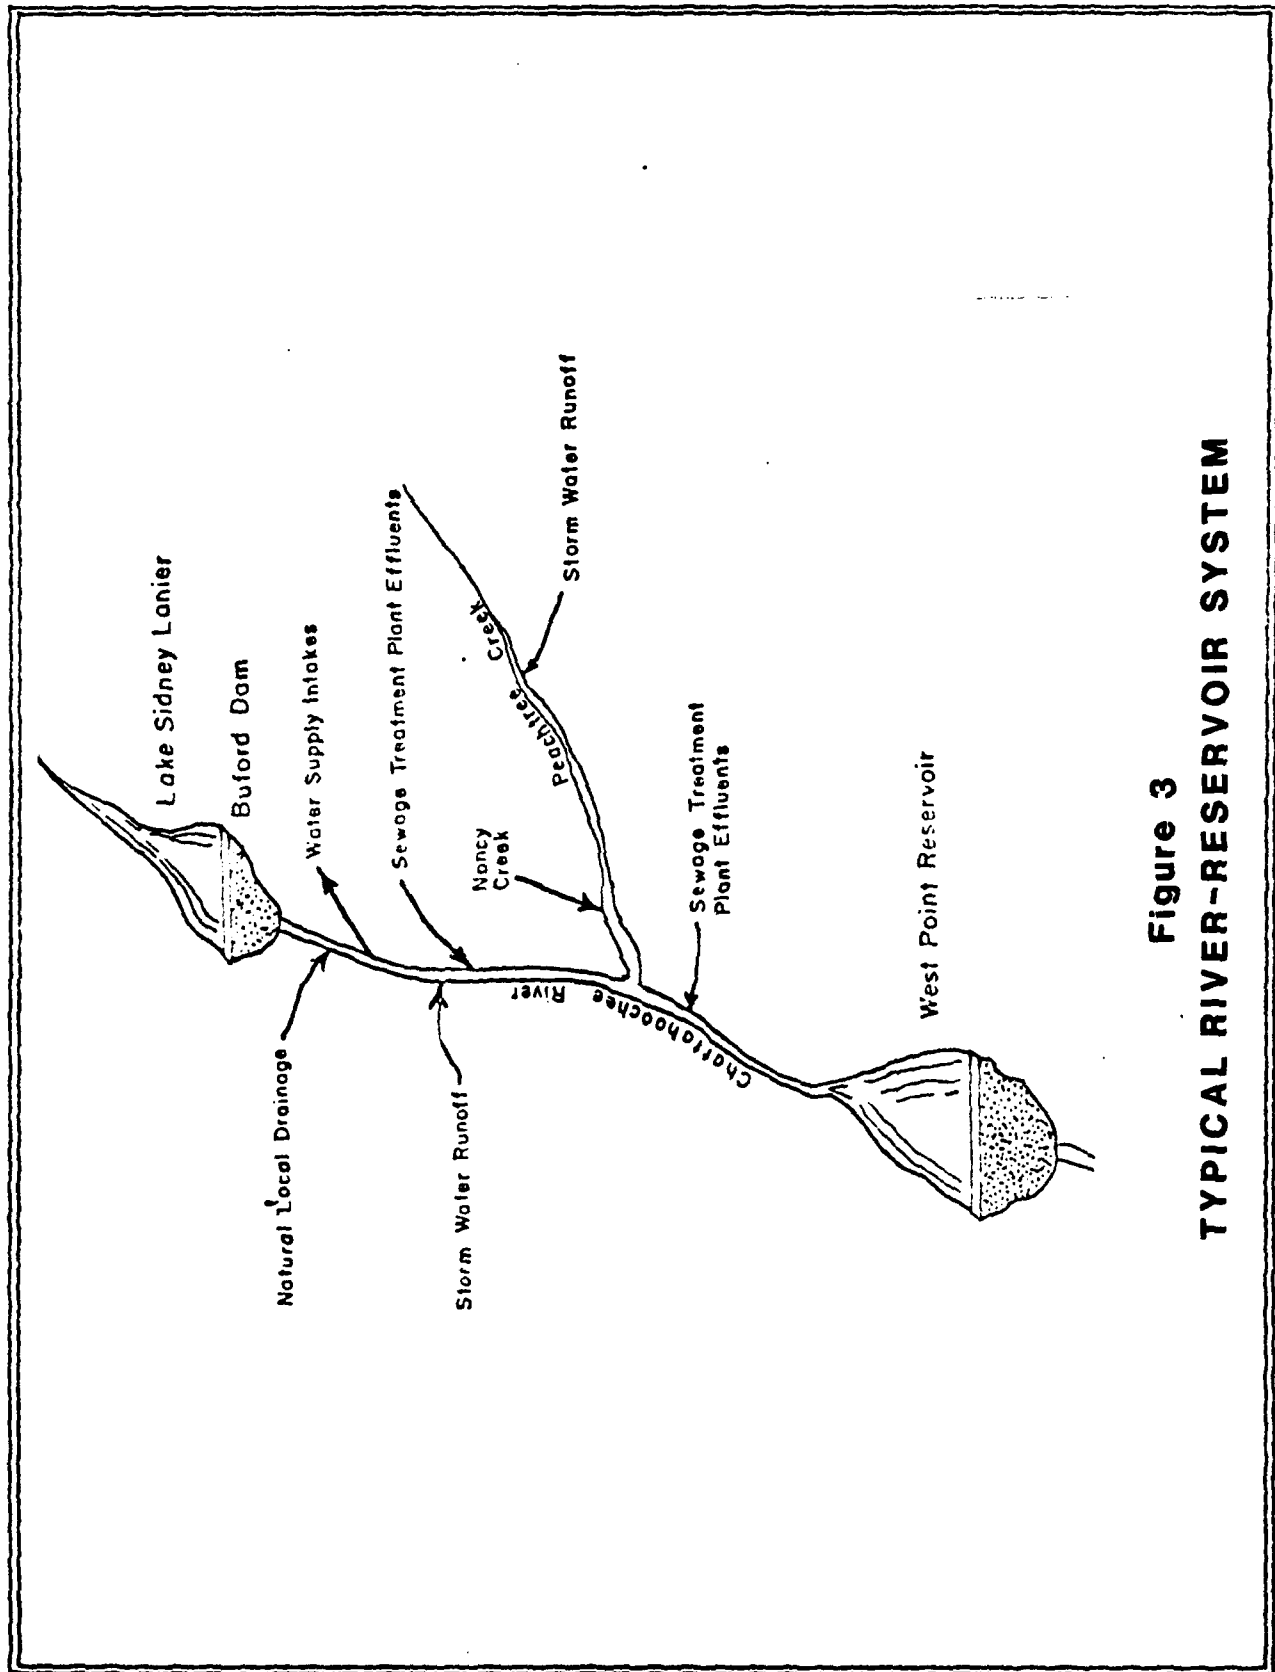 Lake Sidney Lanier
Buford Dam
Water Supply Intakes
Natural Local Drainage
Sewage Treatment Plant Effluents
Storm Water Runoff
Nancy
Creek
Peachtree Creek
Storm Water Runoff
Chattahoochee River
Sewage Treatment
Plant Effluents
West Point Reservoir
Figure 3
TYPICAL RIVER-RESERVOIR SYSTEM